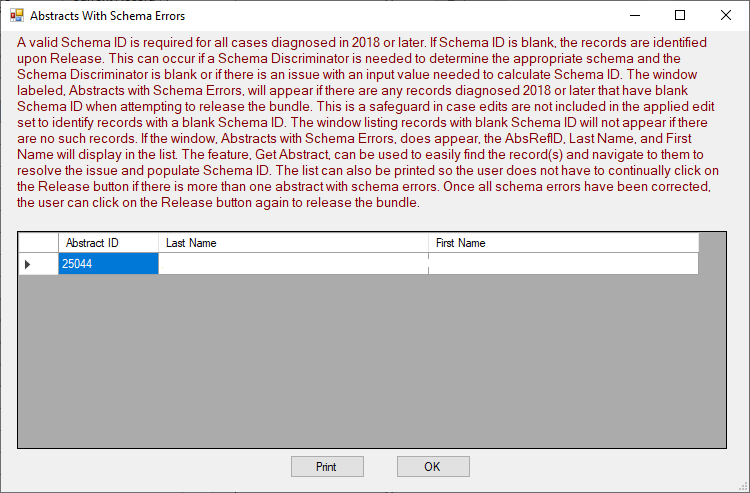 Abstracts With Schema Errors
A valid Schema ID is required for all cases diagnosed in 2018 or later. If Schema ID is blank, the records are identified
upon Release. This can occur if a Schema Discriminator is needed to determine the appropriate schema and the
Schema Discriminator is blank or if there is an issue with an input value needed to calculate Schema ID. The window
labeled, Abstracts with Schema Errors, will appear if there are any records diagnosed 2018 or later that have blank
Schema ID when attempting to release the bundle. This is a safeguard in case edits are not included in the applied edit
set to identify records with a blank Schema ID. The window listing records with blank Schema ID will not appear if there
are no such records. If the window, Abstracts with Schema Errors, does appear, the AbsRefID, Last Name, and First
Name will display in the list. The feature, Get Abstract, can be used to easily find the record(s) and navigate to them to
resolve the issue and populate Schema ID. The list can also be printed so the user does not have to continually click on
the Release button if there is more than one abstract with schema errors. Once all schema errors have been corrected,
the user can click on the Release button again to release the bundle.
Abstract ID Last Name First Name
25044
Print OK